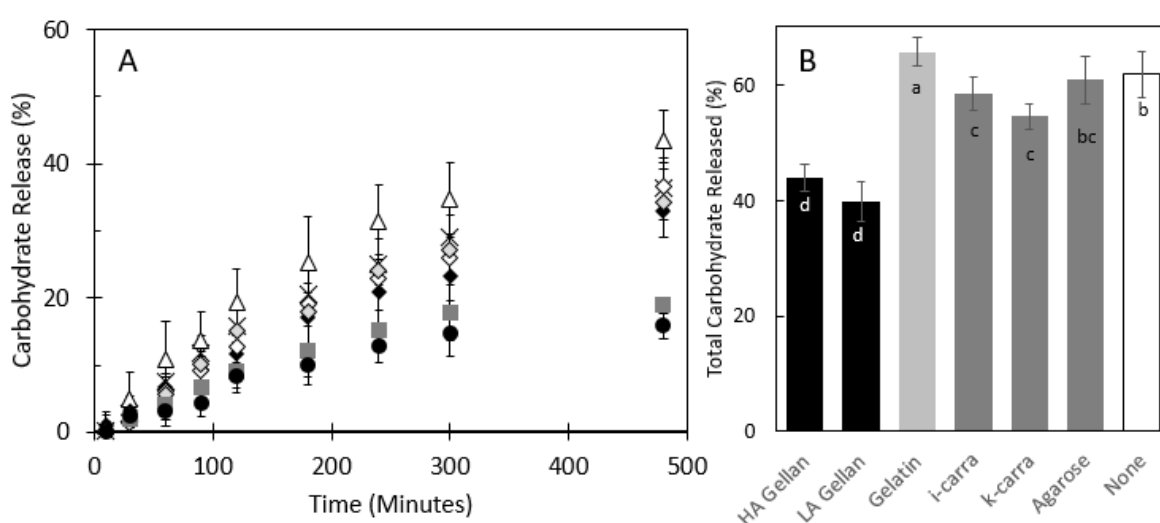 A
Carbohydrate Release (%)
60
40
20
0
0 100 200 300 400 500
Time (Minutes)
B
Total Carbohydrate Released (%)
60
40
20
0
d
d
a
c
c
bc
b
HA Gellan
LA Gellan
Gelatin
i-carra
k-carra
Agarose
None